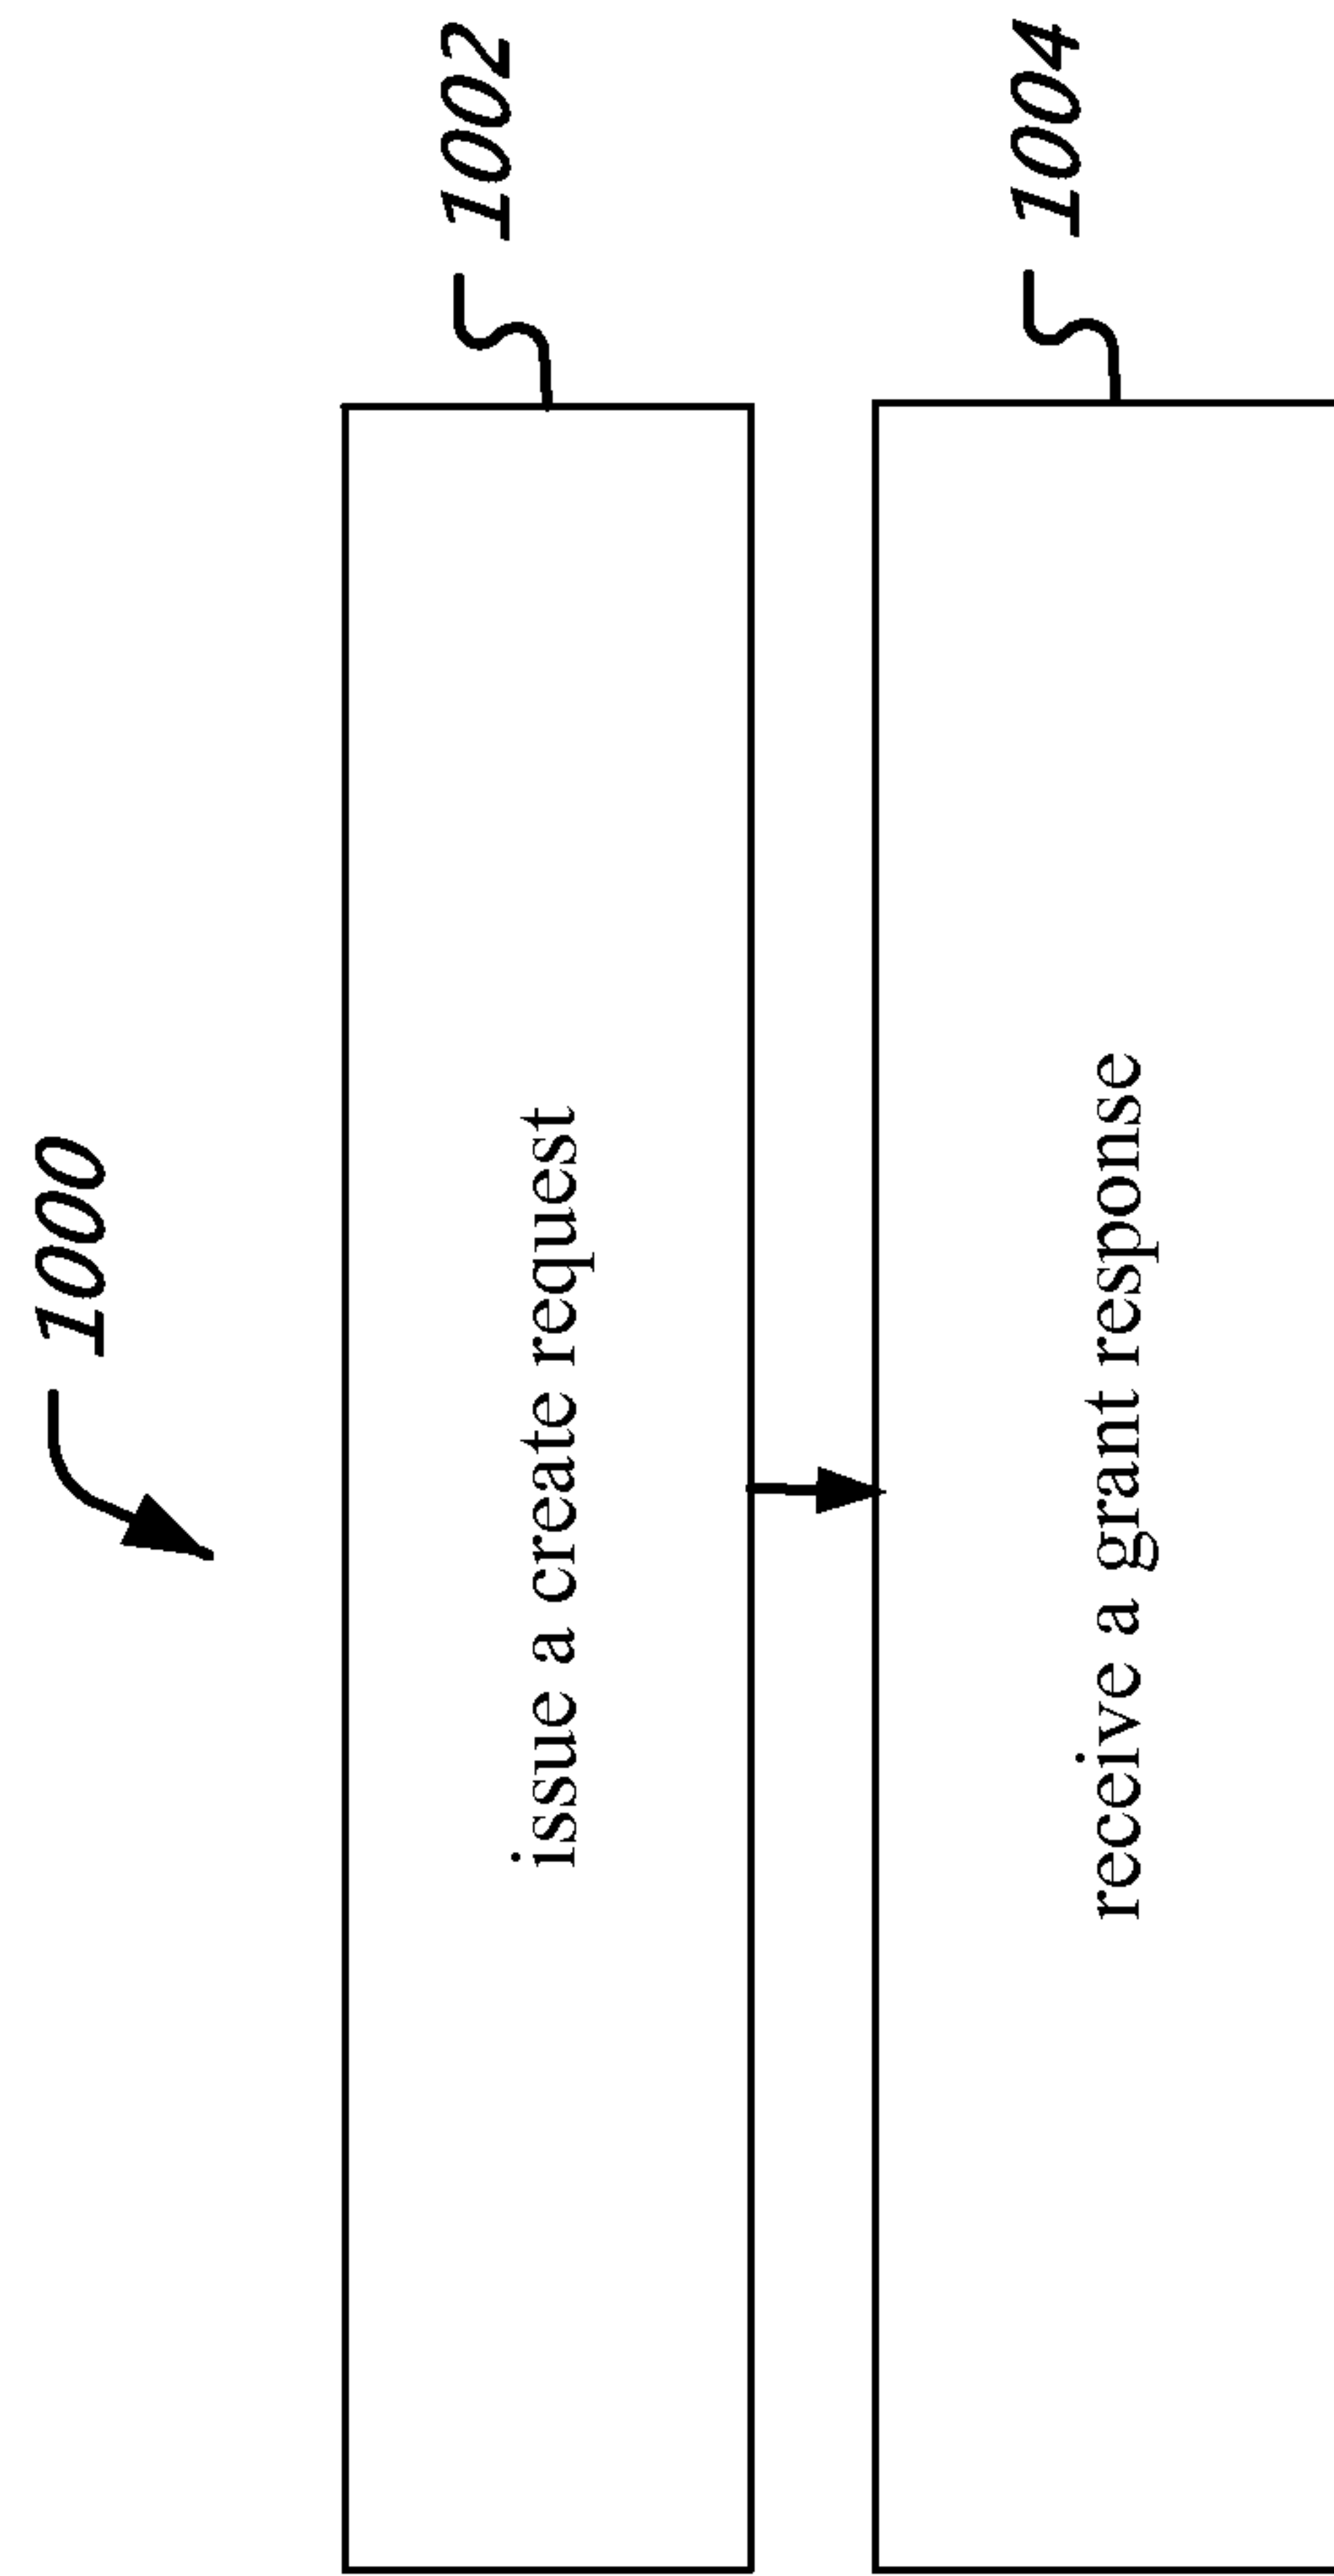 1000
issue a create request
1002
receive a grant response
1004